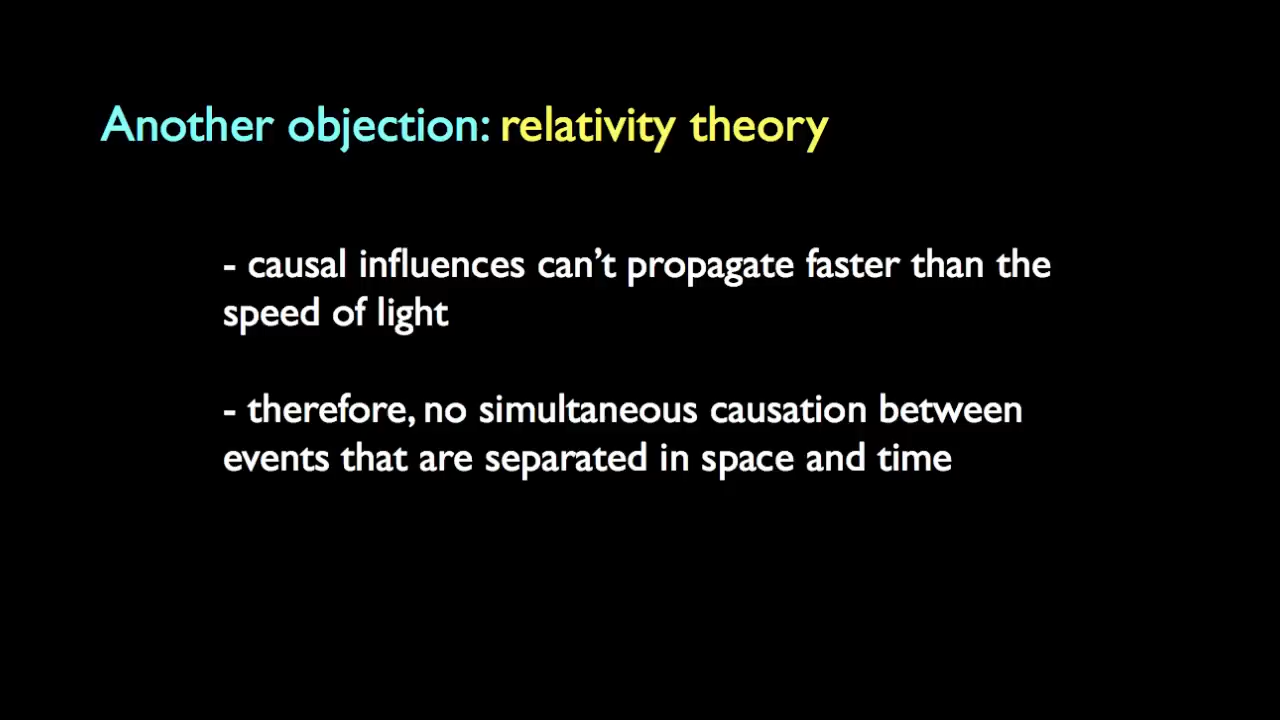 Another objection: relativity theory
- causal influences can’t propagate faster than the
speed of light
- therefore, no simultaneous causation between
events that are separated in space and time